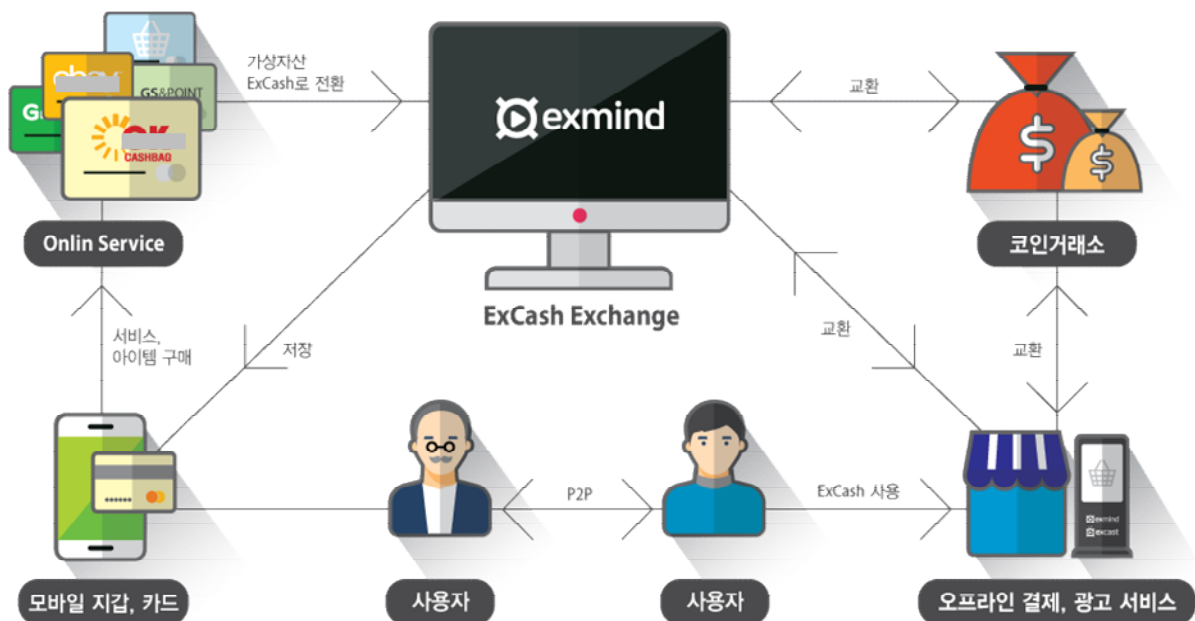 가상자산
ExCash로 전환
GS&POINT
CASHBAG
exmind
교환
Onlin Service
코인거래소
ExCash Exchange
서비스,
아이템 구매
저장
교환
교환
P2P
ExCash 사용
exmind
excast
모바일 지갑, 카드
사용자
사용자
오프라인 결제, 광고 서비스